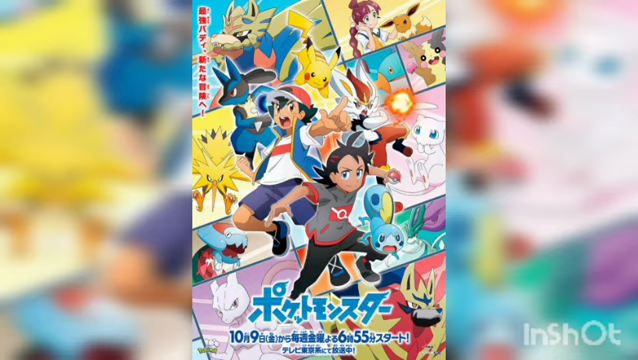 最強バディ、新たな冒険へ!
ポケットモンスター
10月9日(金)から毎週金曜よる6時55分スタート!
テレビ東京系にて放送中!
InShOt